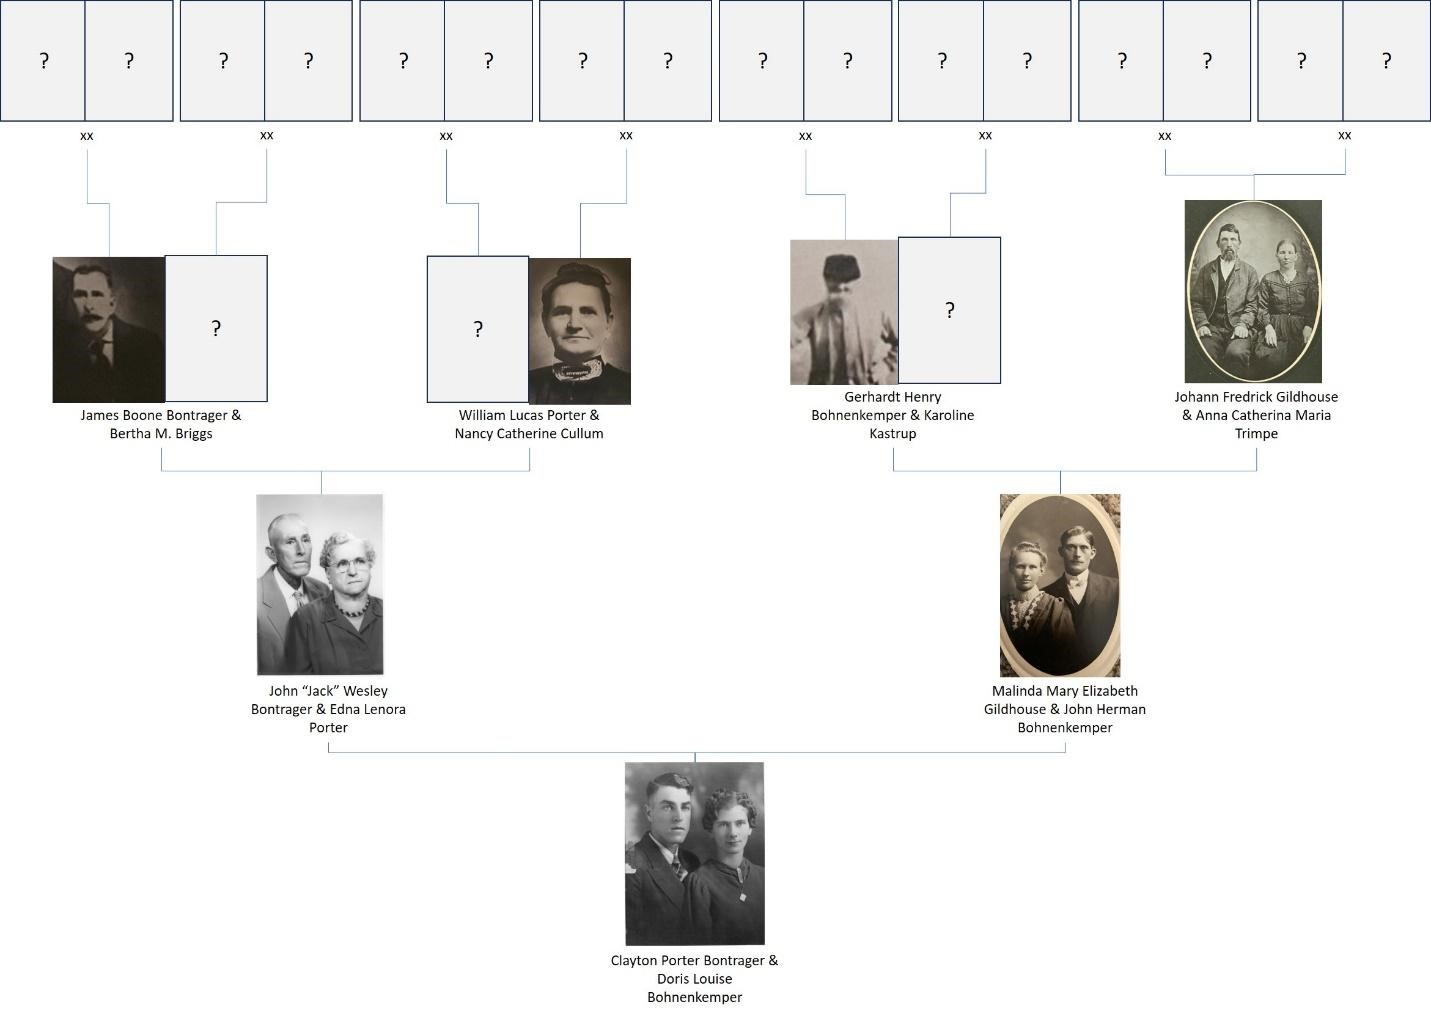 ? ? ? ? ? ? ? ? ? ? ? ? ? ? ? ?
xx xx xx xx xx xx xx xx
? ? ?
James Boone Bontrager &
Bertha M. Briggs
William Lucas Porter &
Nancy Catherine Cullum
Gerhardt Henry
Bohnenkemper & Karoline
Kastrup
Johann Fredrick Gildhouse
& Anna Catherina Maria
Trimpe
John “Jack” Wesley
Bontrager & Edna Lenora
Porter
Malinda Mary Elizabeth
Gildhouse & John Herman
Bohnenkemper
Clayton Porter Bontrager &
Doris Louise
Bohnenkemper